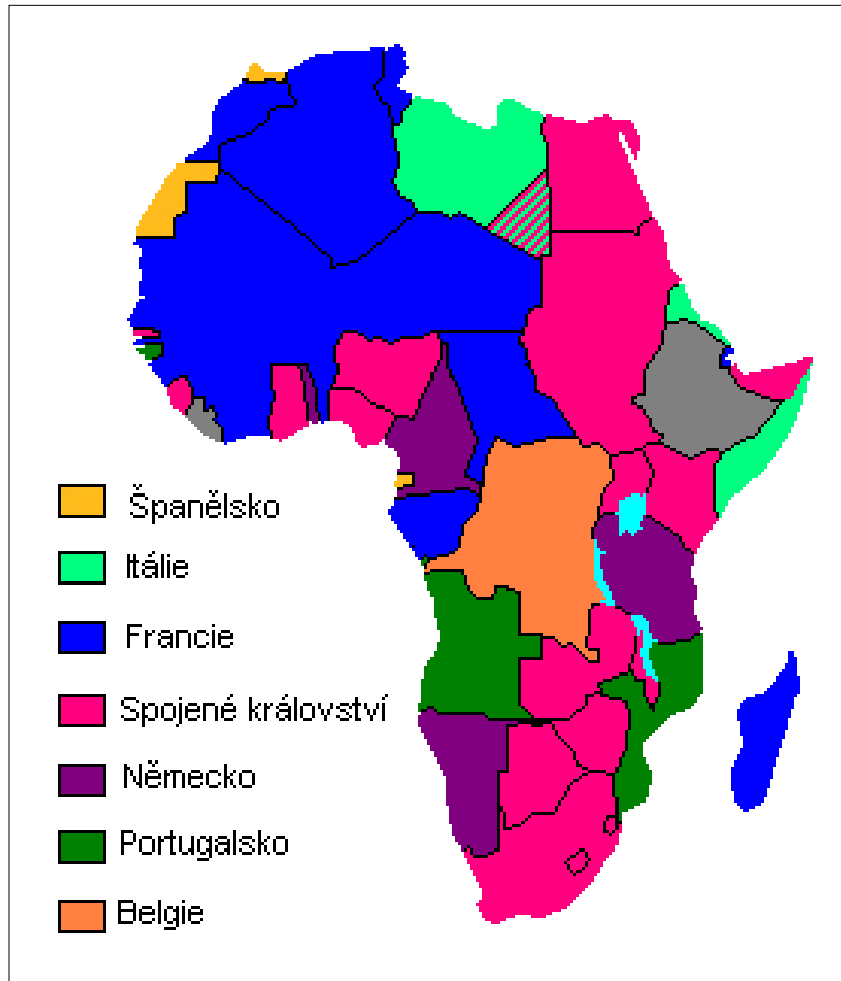 Španělsko
Itálie
Francie
Spojené království
Německo
Portugalsko
Belgie